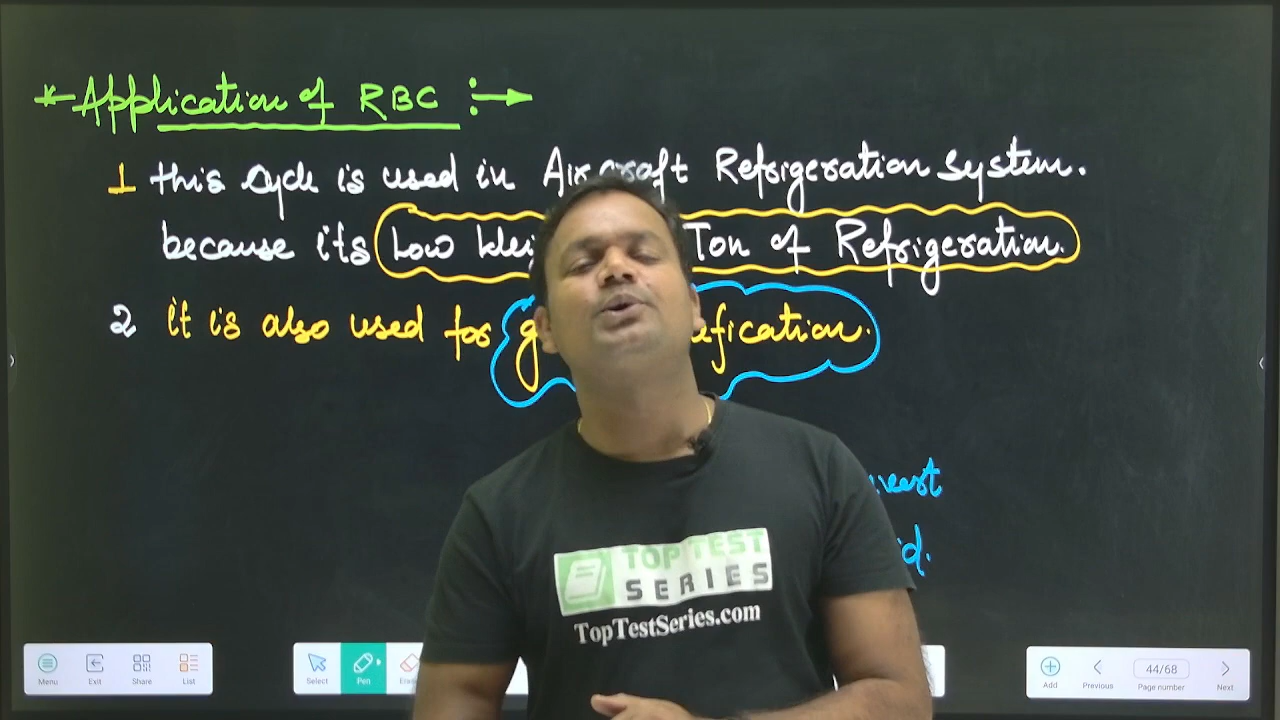 Application of RBC :→
1 this cycle is used in Aircraft Refrigeration System.
because its Low Ton of Refrigeration.
2 it is also used for
TOP TEST
SERIES
TopTestSeries.com
Menu Exit Share List
Select Pen
Add Previous 44/68 Page number Next